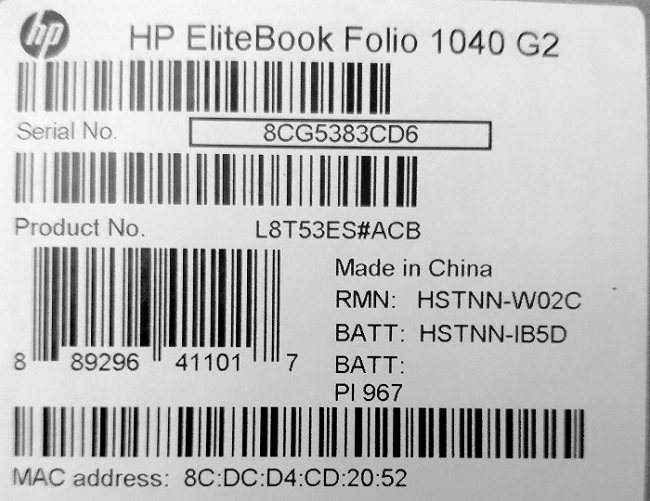 hp
HP EliteBook Folio 1040 G2
Serial No. 8CG5383CD6
Product No. L8T53ES#ACB
Made in China
RMN: HSTNN-W02C
BATT: HSTNN-IB5D
BATT:
PI 967
8 89296 41101 7
MAC address: 8C:DC:D4:CD:20:52